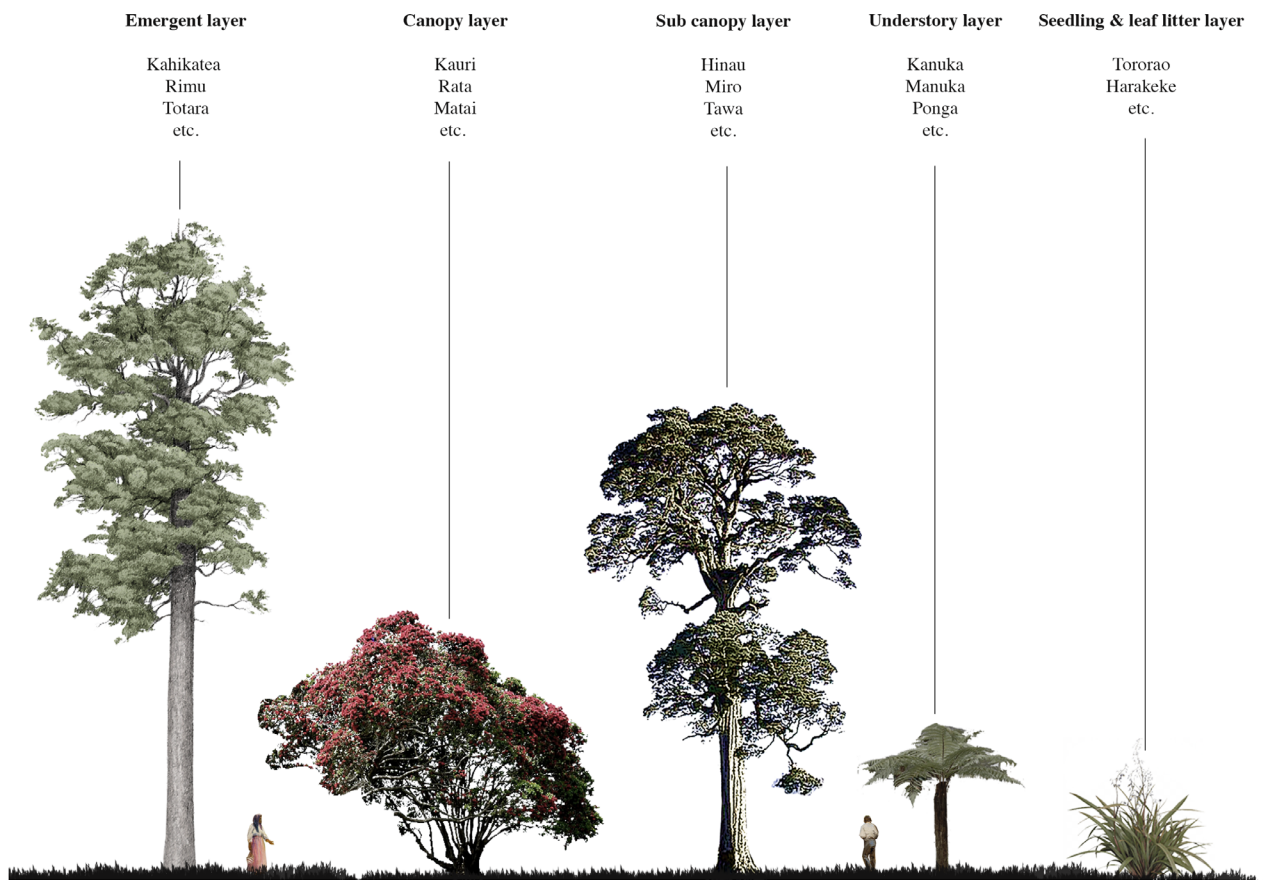 Emergent layer
Kahikatea
Rimu
Totara
etc.
Canopy layer
Kauri
Rata
Matai
etc.
Sub canopy layer
Hinau
Miro
Tawa
etc.
Understory layer
Kanuka
Manuka
Ponga
etc.
Seedling & leaf litter layer
Tororao
Harakeke
etc.